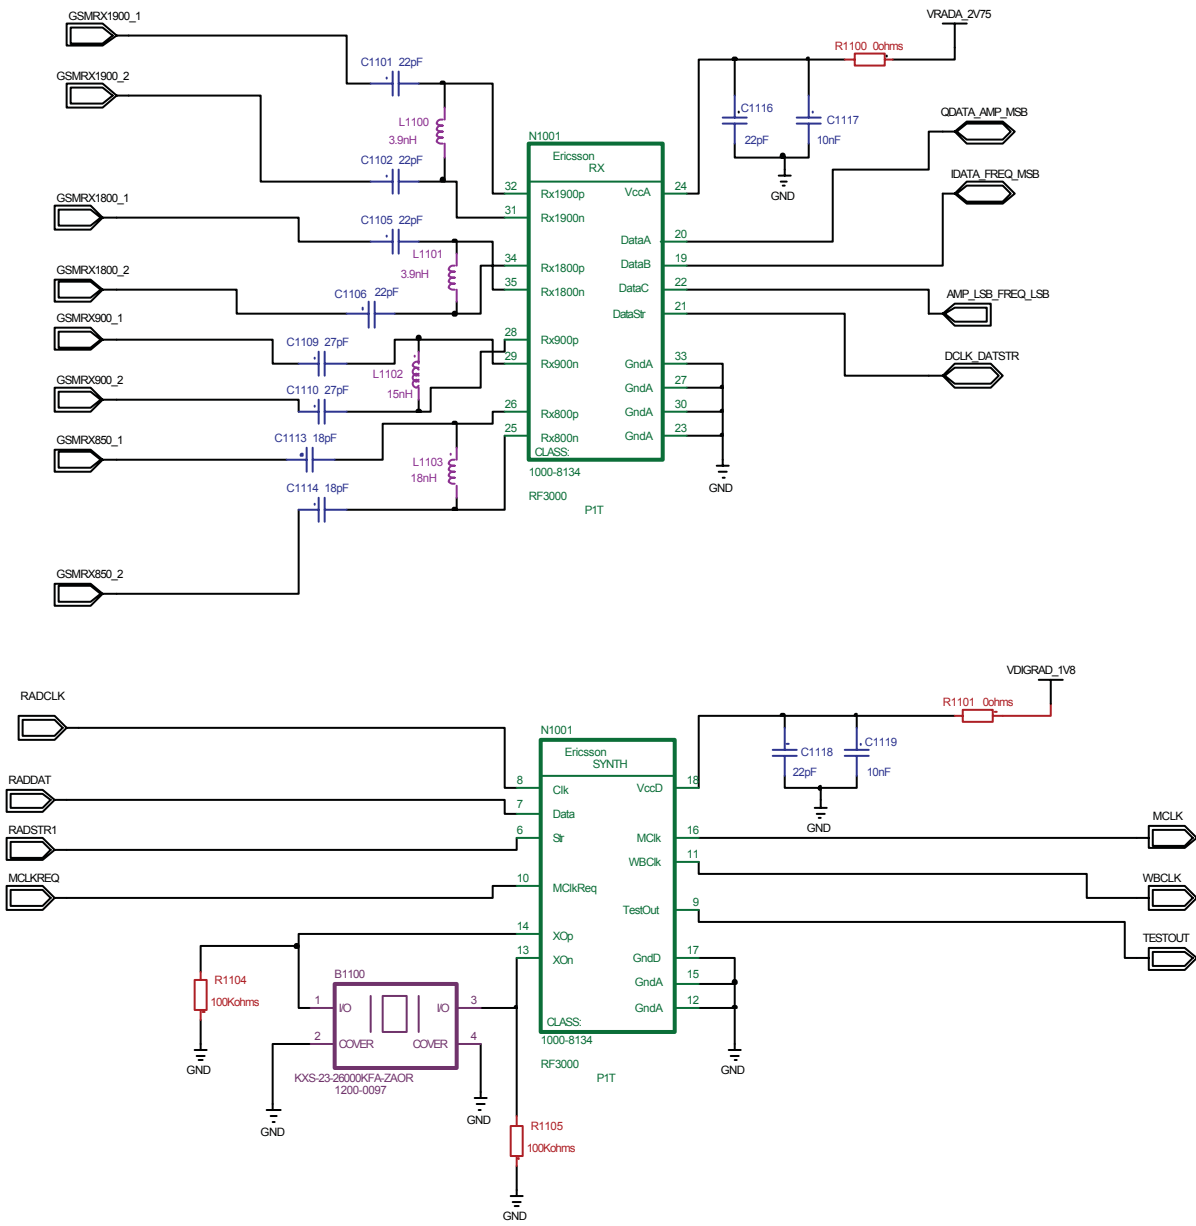 GSMRX1900_1
VRADA_2V75
R1100 0ohms
C1101 22pF
GSMRX1900_2
C1116
22pF
C1117
10nF
QDATA_AMP_MSB
L1100
3.9nH
N1001
Ericsson
RX
C1102 22pF
GND
IDATA_FREQ_MSB
32 Rx1900p
VccA 24
31 Rx1900n
GSMRX1800_1
C1105 22pF
DataA 20
L1101
3.9nH
34 Rx1800p
DataB 19
GSMRX1800_2
35 Rx1800n
DataC 22
C1106 22pF
AMP_LSB_FREQ_LSB
DataStr 21
GSMRX900_1
C1109 27pF
28 Rx900p
29 Rx900n
GndA 33
DCLK_DATSTR
L1102
15nH
GSMRX900_2
C1110 27pF
GndA 27
26 Rx800p
GndA 30
GSMRX850_1
C1113 18pF
25 Rx800n
GndA 23
CLASS:
L1103
18nH
1000-8134
GND
C1114 18pF
RF3000
P1T
GSMRX850_2
VDIGRAD_1V8
RADCLK
R1101 0ohms
N1001
Ericsson
SYNTH
C1118
22pF
C1119
10nF
RADDAT
8 Clk
VccD 18
7 Data
GND
MCLK
RADSTR1
6 Str
MClk 16
WBClk 11
MCLKREQ
10 MClkReq
WBCLK
TestOut 9
14 XOp
TESTOUT
13 XOn
GndD 17
R1104
100Kohms
B1100
GndA 15
1 I/O
I/O 3
GndA 12
CLASS:
2 COVER
COVER 4
1000-8134
GND
RF3000
P1T
GND
KXS-23-26000KFA-ZAOR
1200-0097
GND
GND
R1105
100Kohms
GND